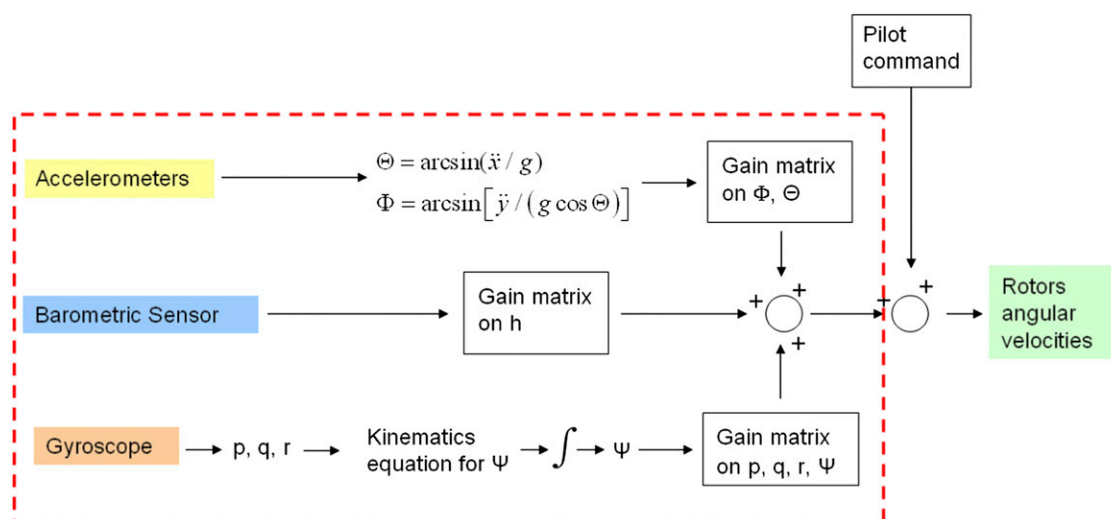 Pilot
command
Accelerometers
Θ = arcsin(ẍ / g)
Φ = arcsin[ ÿ / (g cos Θ)]
Gain matrix
on Φ, Θ
Barometric Sensor
Gain matrix
on h
+ +
+
+ +
Rotors
angular
velocities
Gyroscope
p, q, r
Kinematics
equation for Ψ
∫
Ψ
Gain matrix
on p, q, r, Ψ